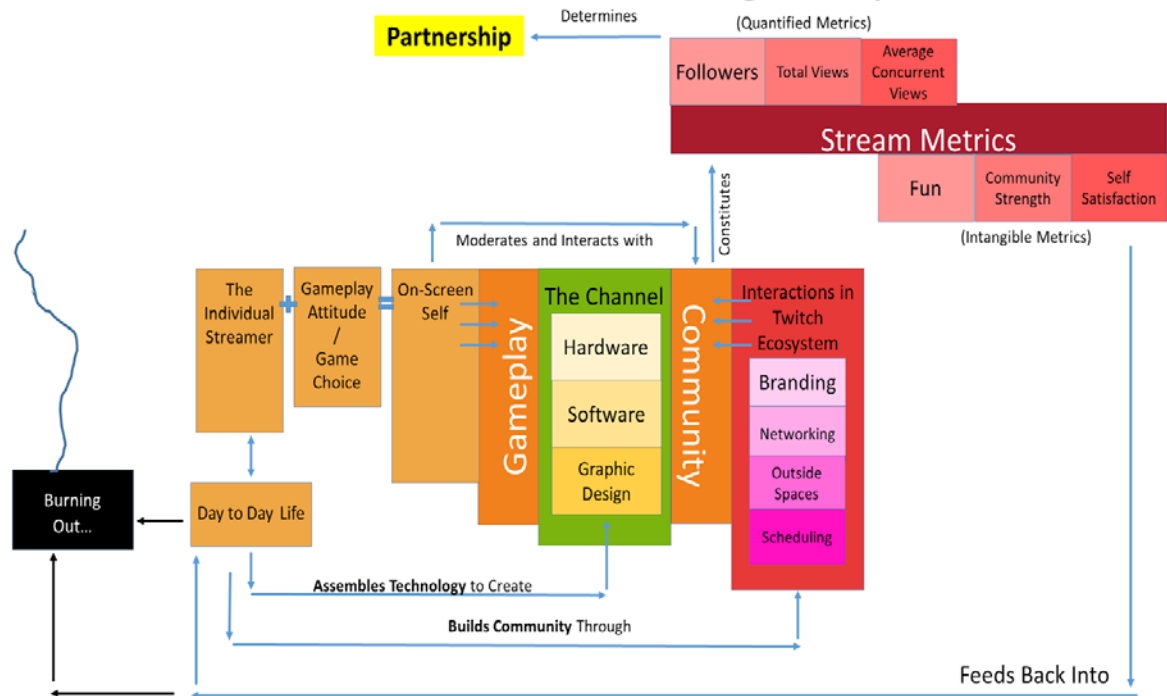 Determines
(Quantified Metrics)
Partnership
Followers
Total Views
Average
Concurrent
Views
Stream Metrics
Fun
Community
Strength
Self
Satisfaction
(Intangible Metrics)
Constitutes
Moderates and Interacts with
The
Individual
Streamer
Gameplay
Attitude
/
Game
Choice
On-Screen
Self
Gameplay
The Channel
Hardware
Software
Graphic
Design
Community
Interactions in
Twitch
Ecosystem
Branding
Networking
Outside
Spaces
Scheduling
Burning
Out...
Day to Day Life
Assembles Technology to Create
Builds Community Through
Feeds Back Into